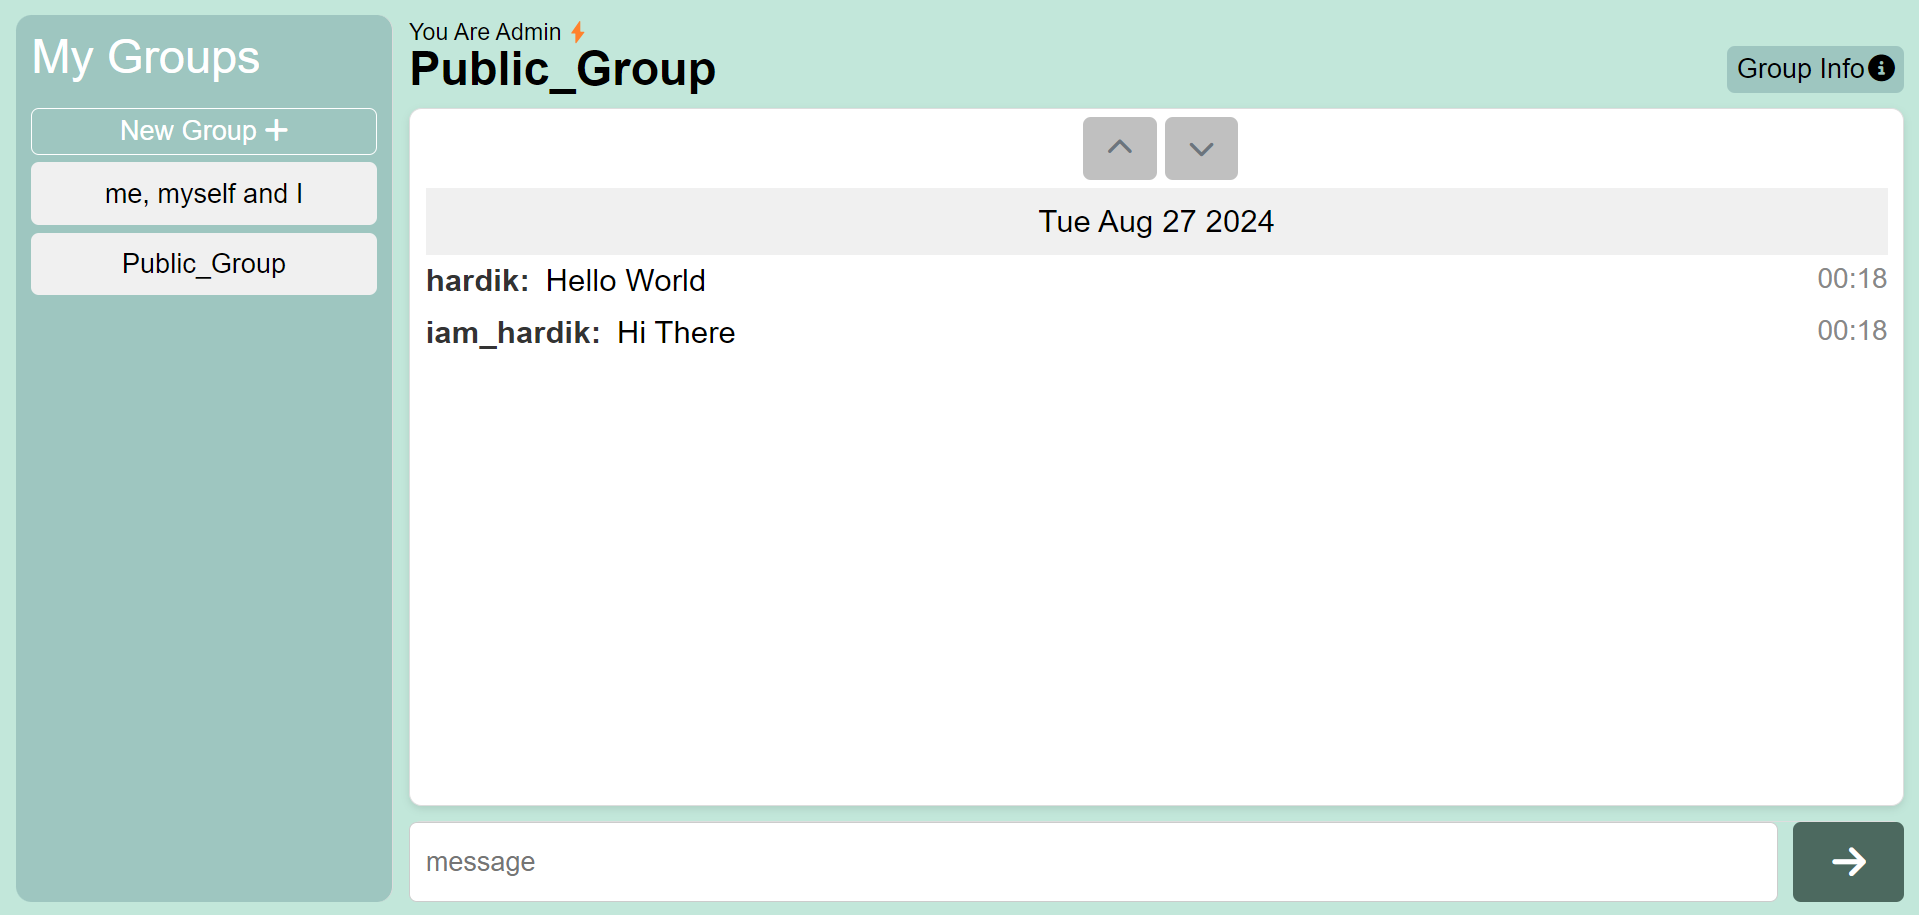 My Groups
New Group
me, myself and I
Public_Group
You Are Admin
Public_Group
Group Info
Tue Aug 27 2024
hardik: Hello World 00:18
iam_hardik: Hi There 00:18
message